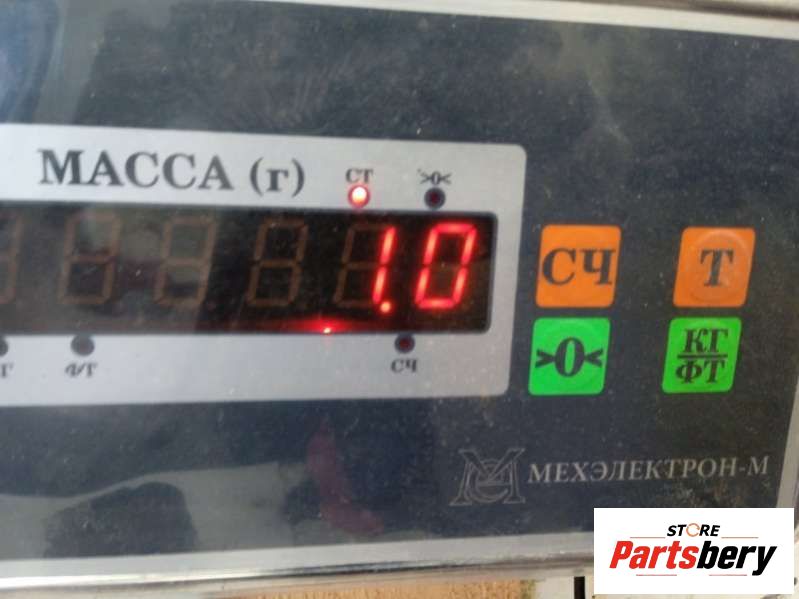 МАССА (г)
СТ >0<
1.0
Ф/Т СЧ
СЧ Т
>0< КГ
ФТ
МЕХЭЛЕКТРОН-М
STORE
Partsbery